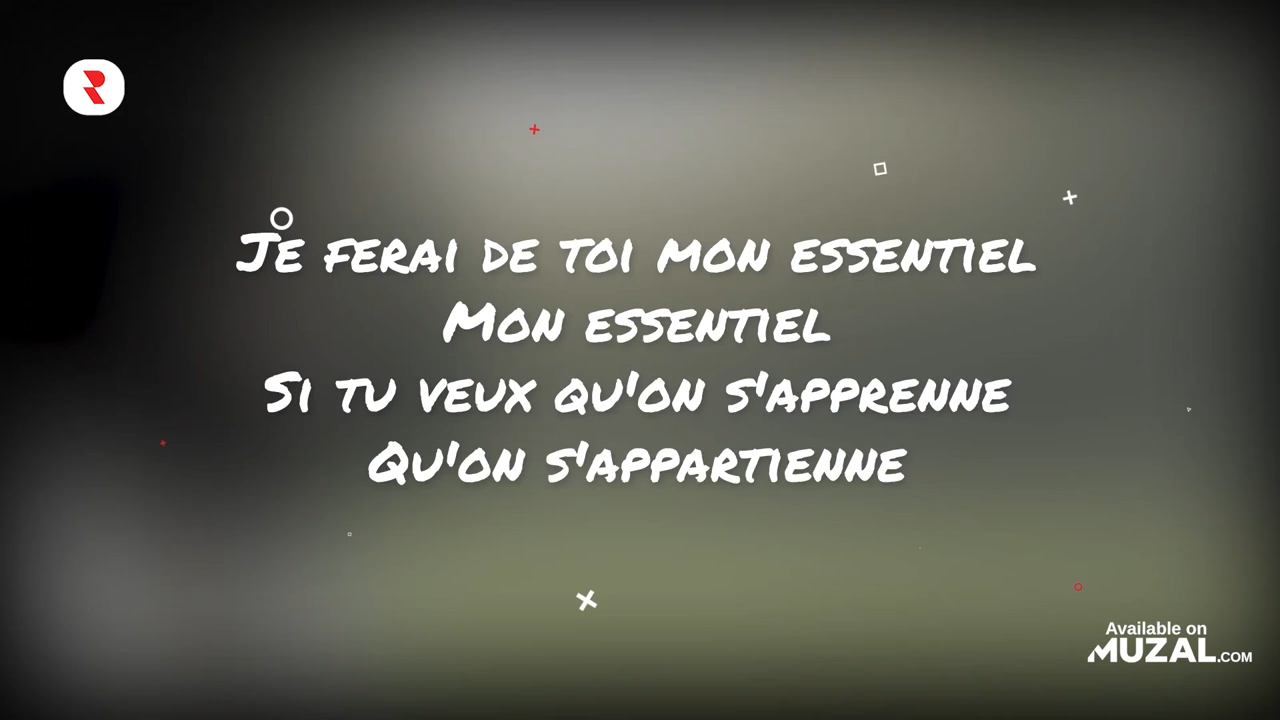 Je ferai de toi mon essentiel
Mon essentiel
Si tu veux qu'on s'apprenne
Qu'on s'appartienne
Available on
MUZAL.COM